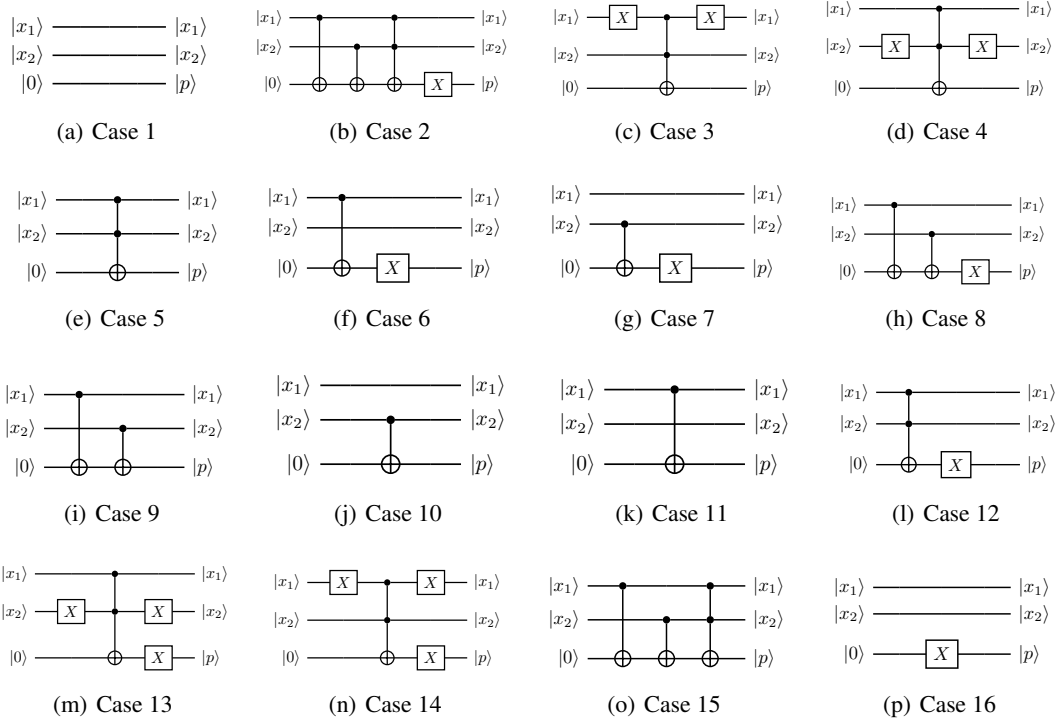 |x₁⟩ |x₁⟩
|x₂⟩ |x₂⟩
|0⟩ |p⟩
(a) Case 1
|x₁⟩ |x₁⟩
|x₂⟩ |x₂⟩
|0⟩ X |p⟩
(b) Case 2
|x₁⟩ X X |x₁⟩
|x₂⟩ |x₂⟩
|0⟩ |p⟩
(c) Case 3
|x₁⟩ |x₁⟩
|x₂⟩ X X |x₂⟩
|0⟩ |p⟩
(d) Case 4
|x₁⟩ |x₁⟩
|x₂⟩ |x₂⟩
|0⟩ |p⟩
(e) Case 5
|x₁⟩ |x₁⟩
|x₂⟩ |x₂⟩
|0⟩ X |p⟩
(f) Case 6
|x₁⟩ |x₁⟩
|x₂⟩ |x₂⟩
|0⟩ X |p⟩
(g) Case 7
|x₁⟩ |x₁⟩
|x₂⟩ |x₂⟩
|0⟩ X |p⟩
(h) Case 8
|x₁⟩ |x₁⟩
|x₂⟩ |x₂⟩
|0⟩ |p⟩
(i) Case 9
|x₁⟩ |x₁⟩
|x₂⟩ |x₂⟩
|0⟩ |p⟩
(j) Case 10
|x₁⟩ |x₁⟩
|x₂⟩ |x₂⟩
|0⟩ |p⟩
(k) Case 11
|x₁⟩ |x₁⟩
|x₂⟩ |x₂⟩
|0⟩ X |p⟩
(l) Case 12
|x₁⟩ |x₁⟩
|x₂⟩ X X |x₂⟩
|0⟩ X |p⟩
(m) Case 13
|x₁⟩ X X |x₁⟩
|x₂⟩ |x₂⟩
|0⟩ X |p⟩
(n) Case 14
|x₁⟩ |x₁⟩
|x₂⟩ |x₂⟩
|0⟩ |p⟩
(o) Case 15
|x₁⟩ |x₁⟩
|x₂⟩ |x₂⟩
|0⟩ X |p⟩
(p) Case 16